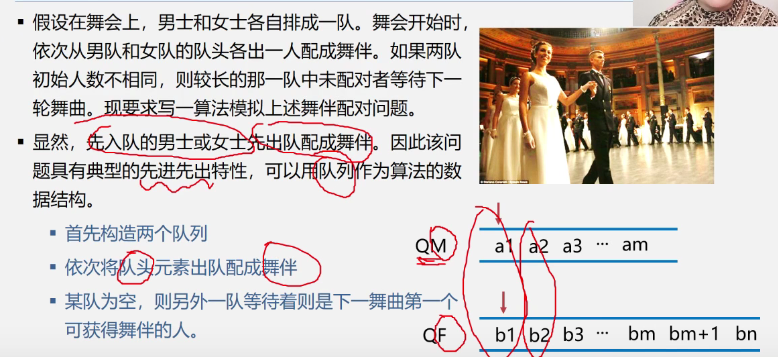 假设在舞会上，男士和女士各自排成一队。舞会开始时，
依次从男队和女队的队头各出一人配成舞伴。如果两队
初始人数不相同，则较长的那一队中未配对者等待下一
轮舞曲。现要求写一算法模拟上述舞伴配对问题。
显然，先入队的男士或女士先出队配成舞伴。因此该问
题具有典型的先进先出特性，可以用队列作为算法的数
据结构。
首先构造两个队列
依次将队头元素出队配成舞伴
某队为空，则另外一队等待着则是下一舞曲第一个
可获得舞伴的人。
QM a1 a2 a3 … am
QF b1 b2 b3 … bm bm+1 bn